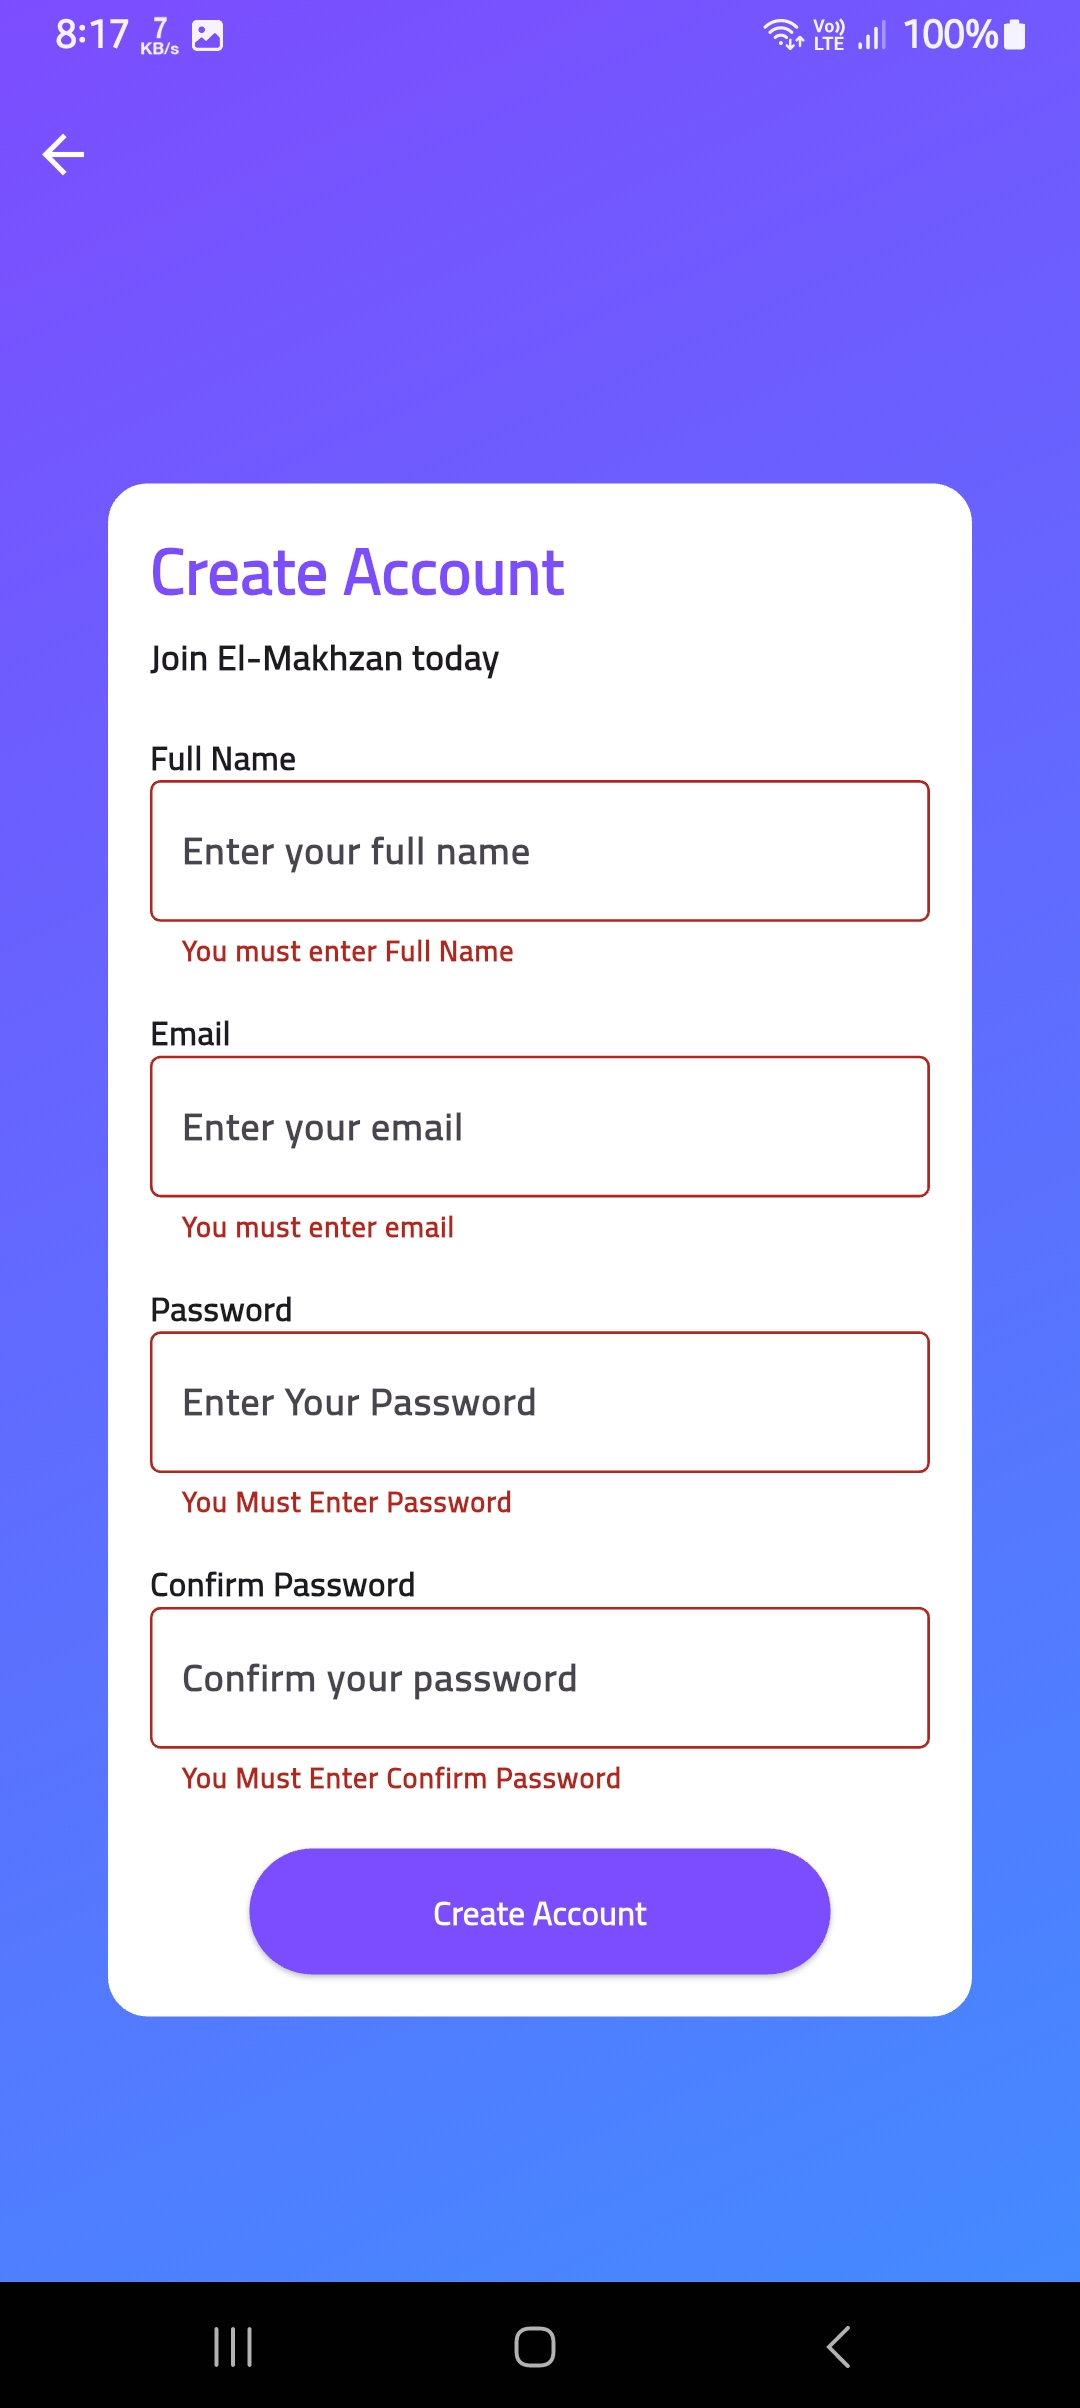 8:17 7 KB/s Vo)) LTE 100%
Create Account
Join El-Makhzan today
Full Name
Enter your full name
You must enter Full Name
Email
Enter your email
You must enter email
Password
Enter Your Password
You Must Enter Password
Confirm Password
Confirm your password
You Must Enter Confirm Password
Create Account